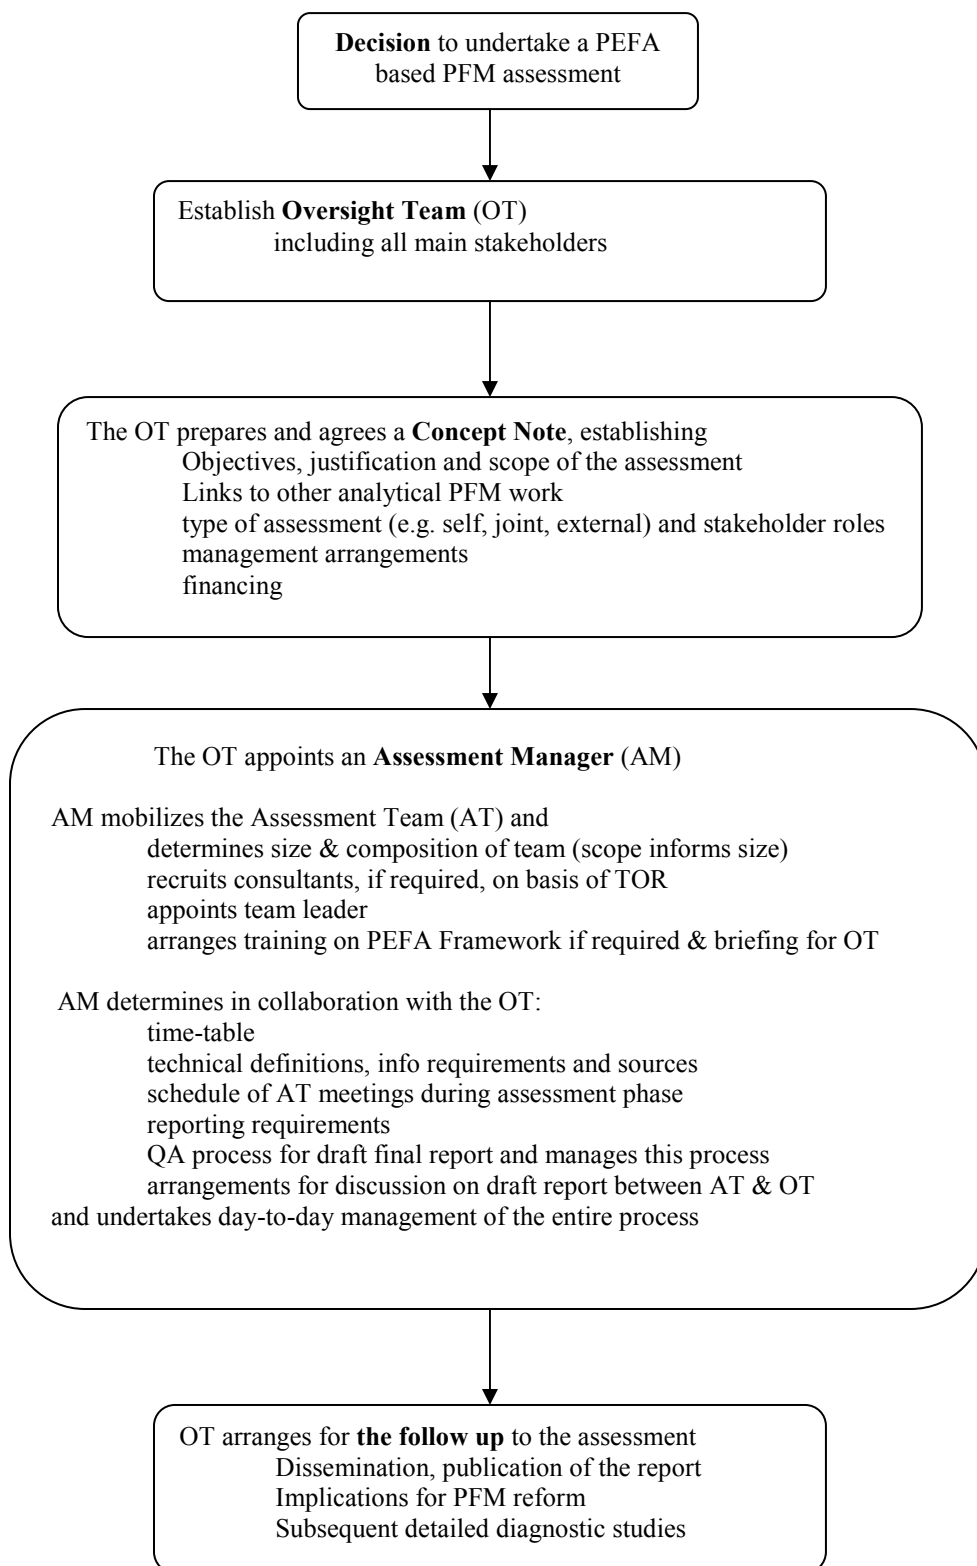 Decision to undertake a PEFA
based PFM assessment
Establish Oversight Team (OT)
including all main stakeholders
The OT prepares and agrees a Concept Note, establishing
Objectives, justification and scope of the assessment
Links to other analytical PFM work
type of assessment (e.g. self, joint, external) and stakeholder roles
management arrangements
financing
The OT appoints an Assessment Manager (AM)
AM mobilizes the Assessment Team (AT) and
determines size & composition of team (scope informs size)
recruits consultants, if required, on basis of TOR
appoints team leader
arranges training on PEFA Framework if required & briefing for OT
AM determines in collaboration with the OT:
time-table
technical definitions, info requirements and sources
schedule of AT meetings during assessment phase
reporting requirements
QA process for draft final report and manages this process
arrangements for discussion on draft report between AT & OT
and undertakes day-to-day management of the entire process
OT arranges for the follow up to the assessment
Dissemination, publication of the report
Implications for PFM reform
Subsequent detailed diagnostic studies